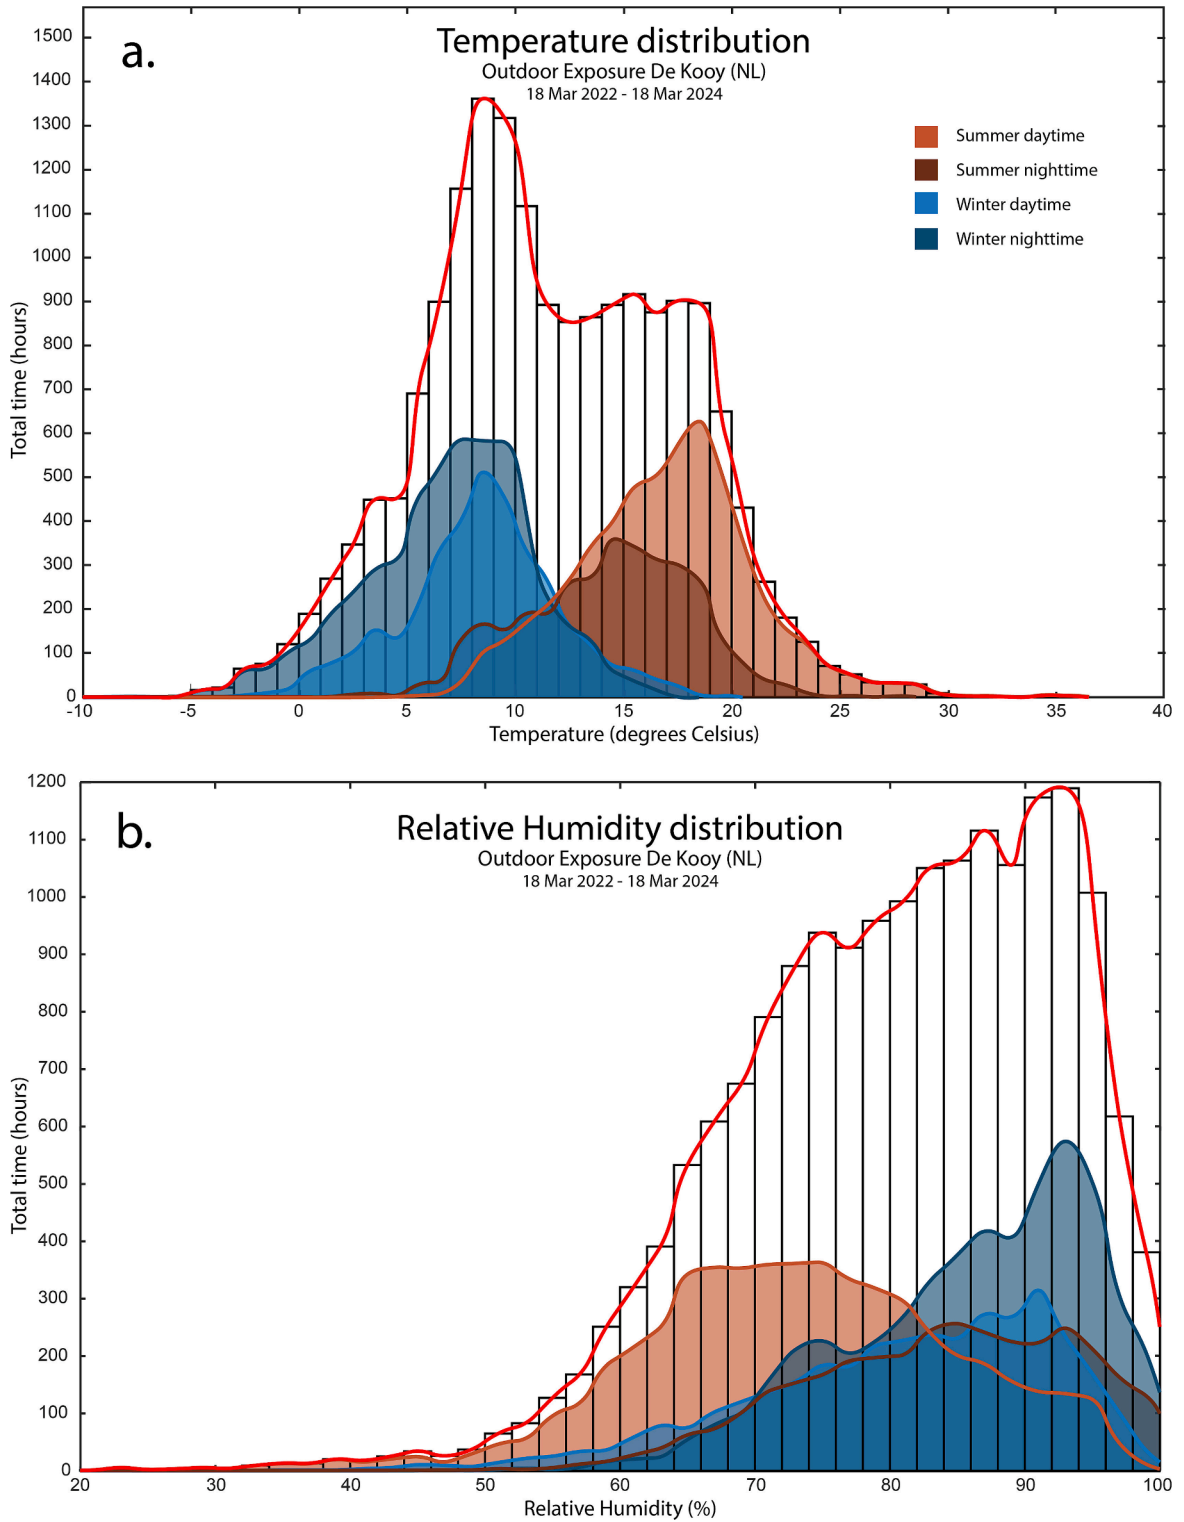 a.
Temperature distribution
Outdoor Exposure De Kooy (NL)
18 Mar 2022 - 18 Mar 2024
Summer daytime
Summer nighttime
Winter daytime
Winter nighttime
Total time (hours)
1500
1400
1300
1200
1100
1000
900
800
700
600
500
400
300
200
100
0
-10 -5 0 5 10 15 20 25 30 35 40
Temperature (degrees Celsius)
b.
Relative Humidity distribution
Outdoor Exposure De Kooy (NL)
18 Mar 2022 - 18 Mar 2024
Total time (hours)
1200
1100
1000
900
800
700
600
500
400
300
200
100
0
20 30 40 50 60 70 80 90 100
Relative Humidity (%)